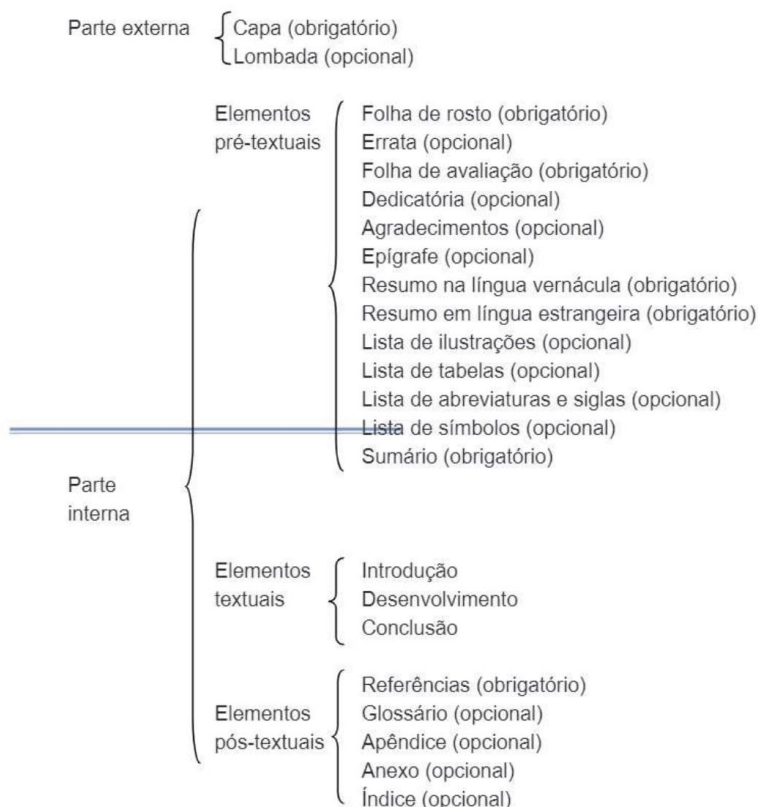 Parte externa
Capa (obrigatório)
Lombada (opcional)
Elementos
pré-textuais
Folha de rosto (obrigatório)
Errata (opcional)
Folha de avaliação (obrigatório)
Dedicatória (opcional)
Agradecimentos (opcional)
Epígrafe (opcional)
Resumo na língua vernácula (obrigatório)
Resumo em língua estrangeira (obrigatório)
Lista de ilustrações (opcional)
Lista de tabelas (opcional)
Lista de abreviaturas e siglas (opcional)
Lista de símbolos (opcional)
Sumário (obrigatório)
Parte
interna
Elementos
textuais
Introdução
Desenvolvimento
Conclusão
Elementos
pós-textuais
Referências (obrigatório)
Glossário (opcional)
Apêndice (opcional)
Anexo (opcional)
Índice (opcional)